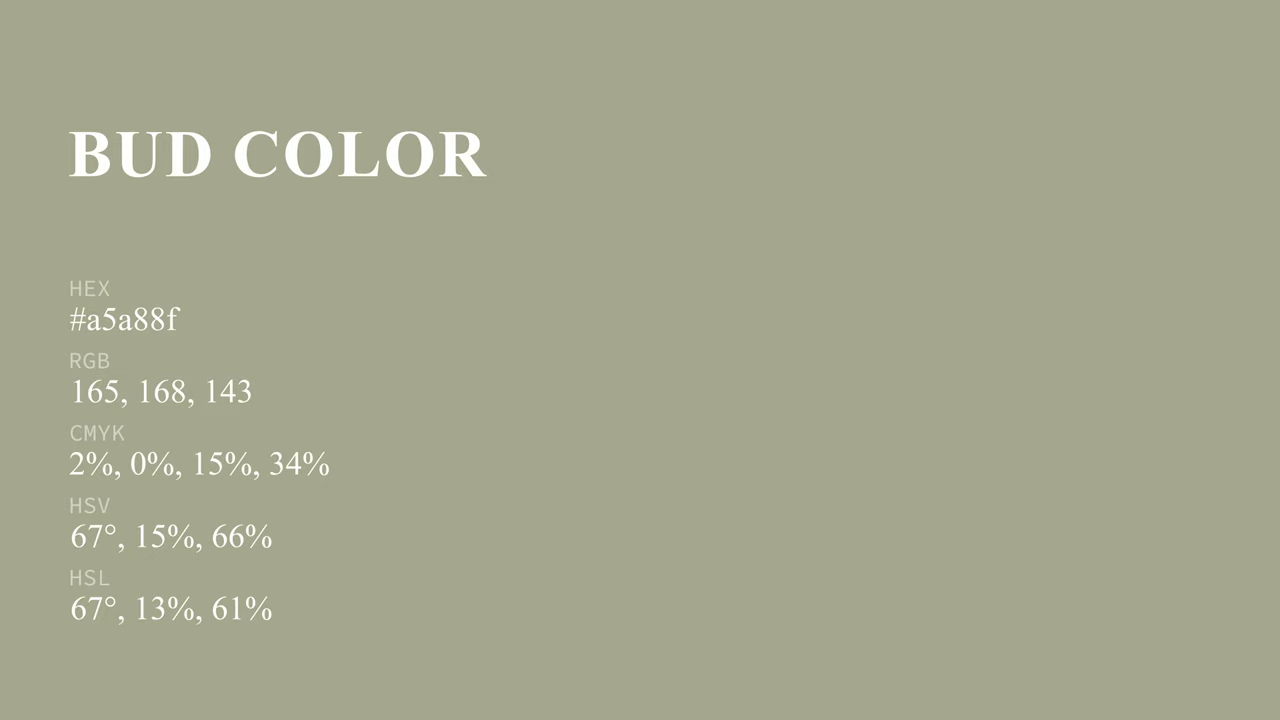 BUD COLOR
HEX
#a5a88f
RGB
165, 168, 143
CMYK
2%, 0%, 15%, 34%
HSV
67°, 15%, 66%
HSL
67°, 13%, 61%